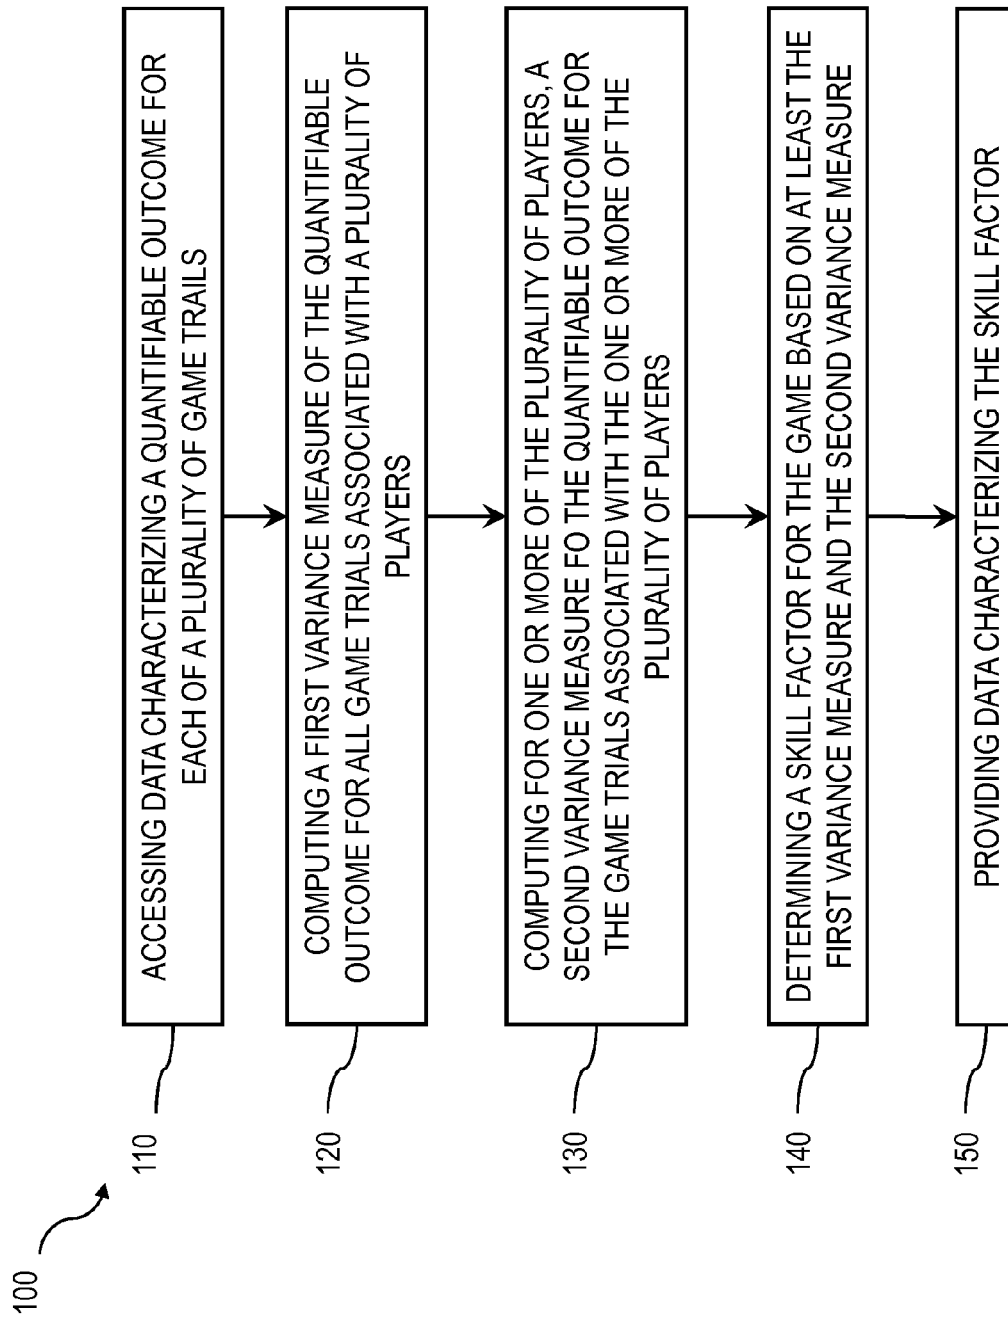 100
110
ACCESSING DATA CHARACTERIZING A QUANTIFIABLE OUTCOME FOR
EACH OF A PLURALITY OF GAME TRAILS
120
COMPUTING A FIRST VARIANCE MEASURE OF THE QUANTIFIABLE
OUTCOME FOR ALL GAME TRIALS ASSOCIATED WITH A PLURALITY OF
PLAYERS
130
COMPUTING FOR ONE OR MORE OF THE PLURALITY OF PLAYERS, A
SECOND VARIANCE MEASURE FO THE QUANTIFIABLE OUTCOME FOR
THE GAME TRIALS ASSOCIATED WITH THE ONE OR MORE OF THE
PLURALITY OF PLAYERS
140
DETERMINING A SKILL FACTOR FOR THE GAME BASED ON AT LEAST THE
FIRST VARIANCE MEASURE AND THE SECOND VARIANCE MEASURE
150
PROVIDING DATA CHARACTERIZING THE SKILL FACTOR